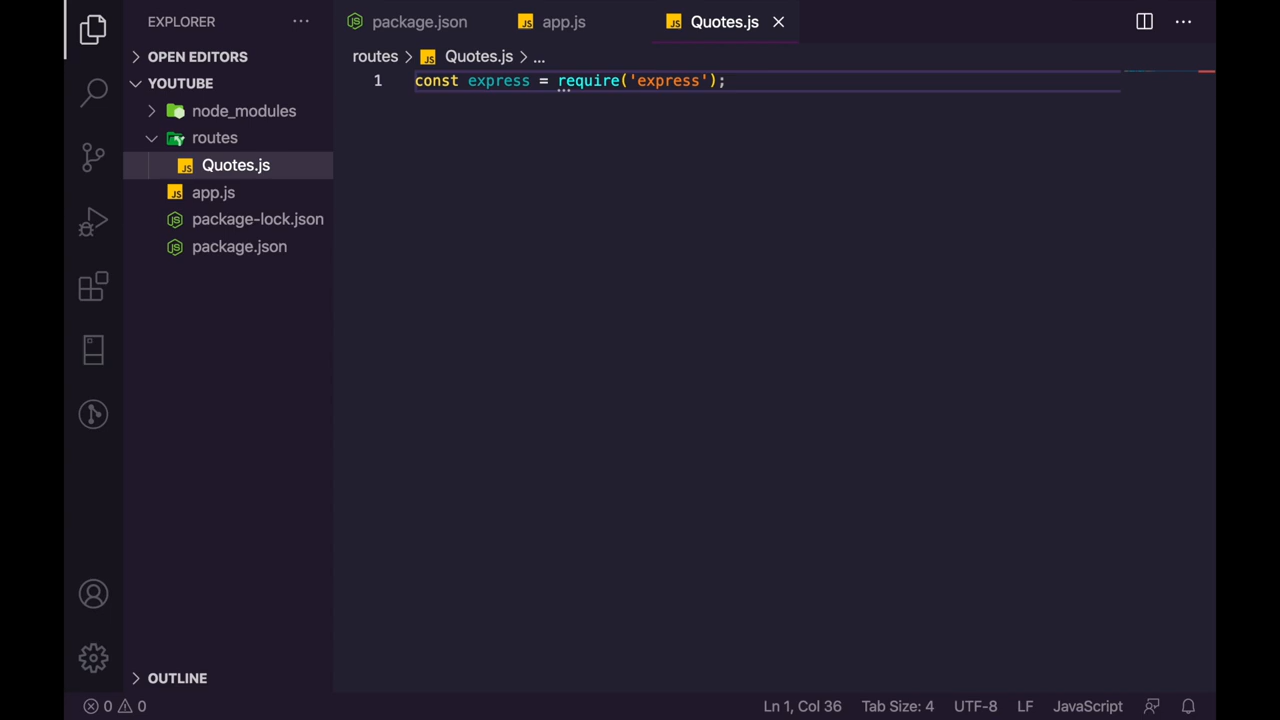 EXPLORER
OPEN EDITORS
YOUTUBE
node_modules
routes
Quotes.js
app.js
package-lock.json
package.json
OUTLINE
package.json
app.js
Quotes.js
routes > Quotes.js > ...
1 const express = require('express');
0 0
Ln 1, Col 36 Tab Size: 4 UTF-8 LF JavaScript